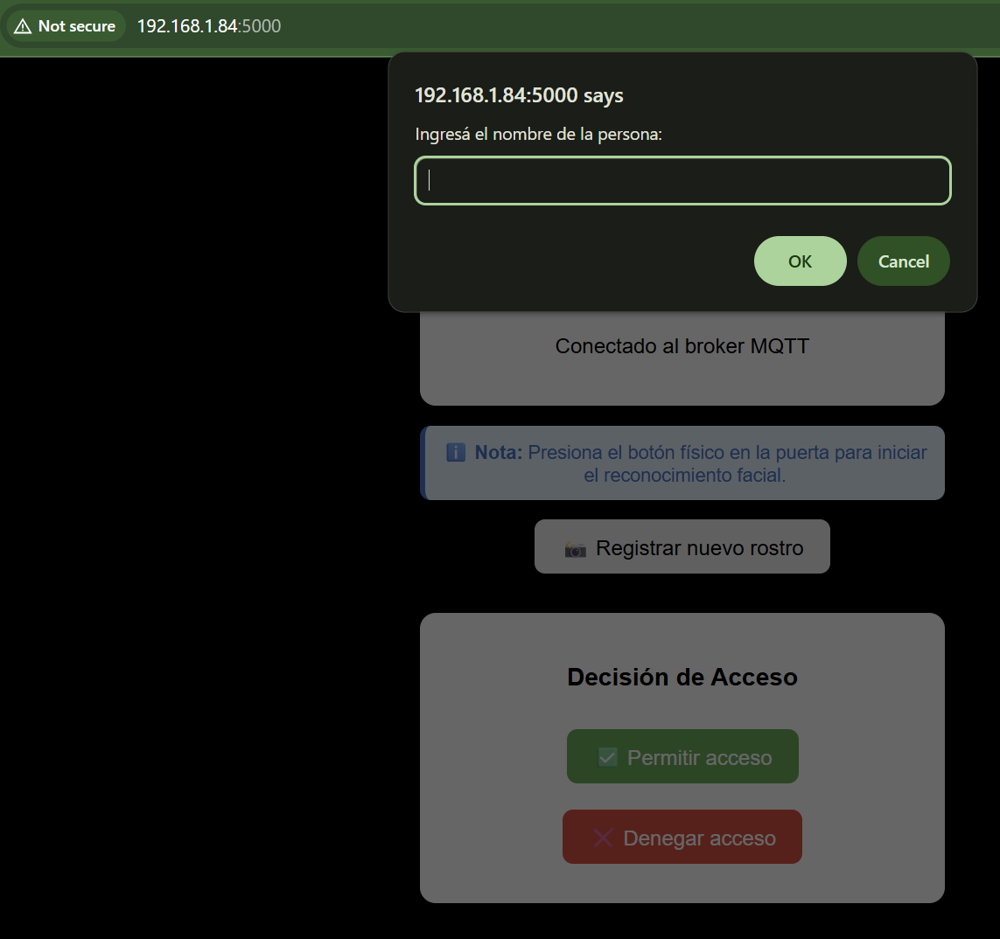 Not secure 192.168.1.84:5000
192.168.1.84:5000 says
Ingresá el nombre de la persona:
OK Cancel
Conectado al broker MQTT
ℹ️ Nota: Presiona el botón físico en la puerta para iniciar
el reconocimiento facial.
📸 Registrar nuevo rostro
Decisión de Acceso
✅ Permitir acceso
❌ Denegar acceso